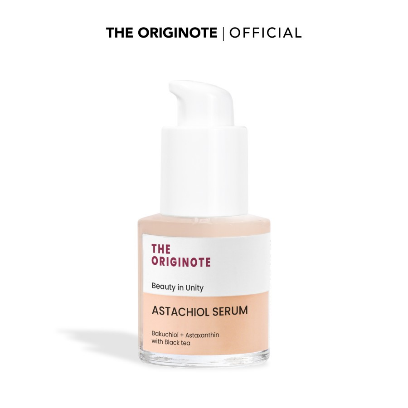 THE ORIGINOTE | OFFICIAL
THE
ORIGINOTE
Beauty in Unity
ASTACHIOL SERUM
Bakuchiol + Astaxanthin
with Black tea